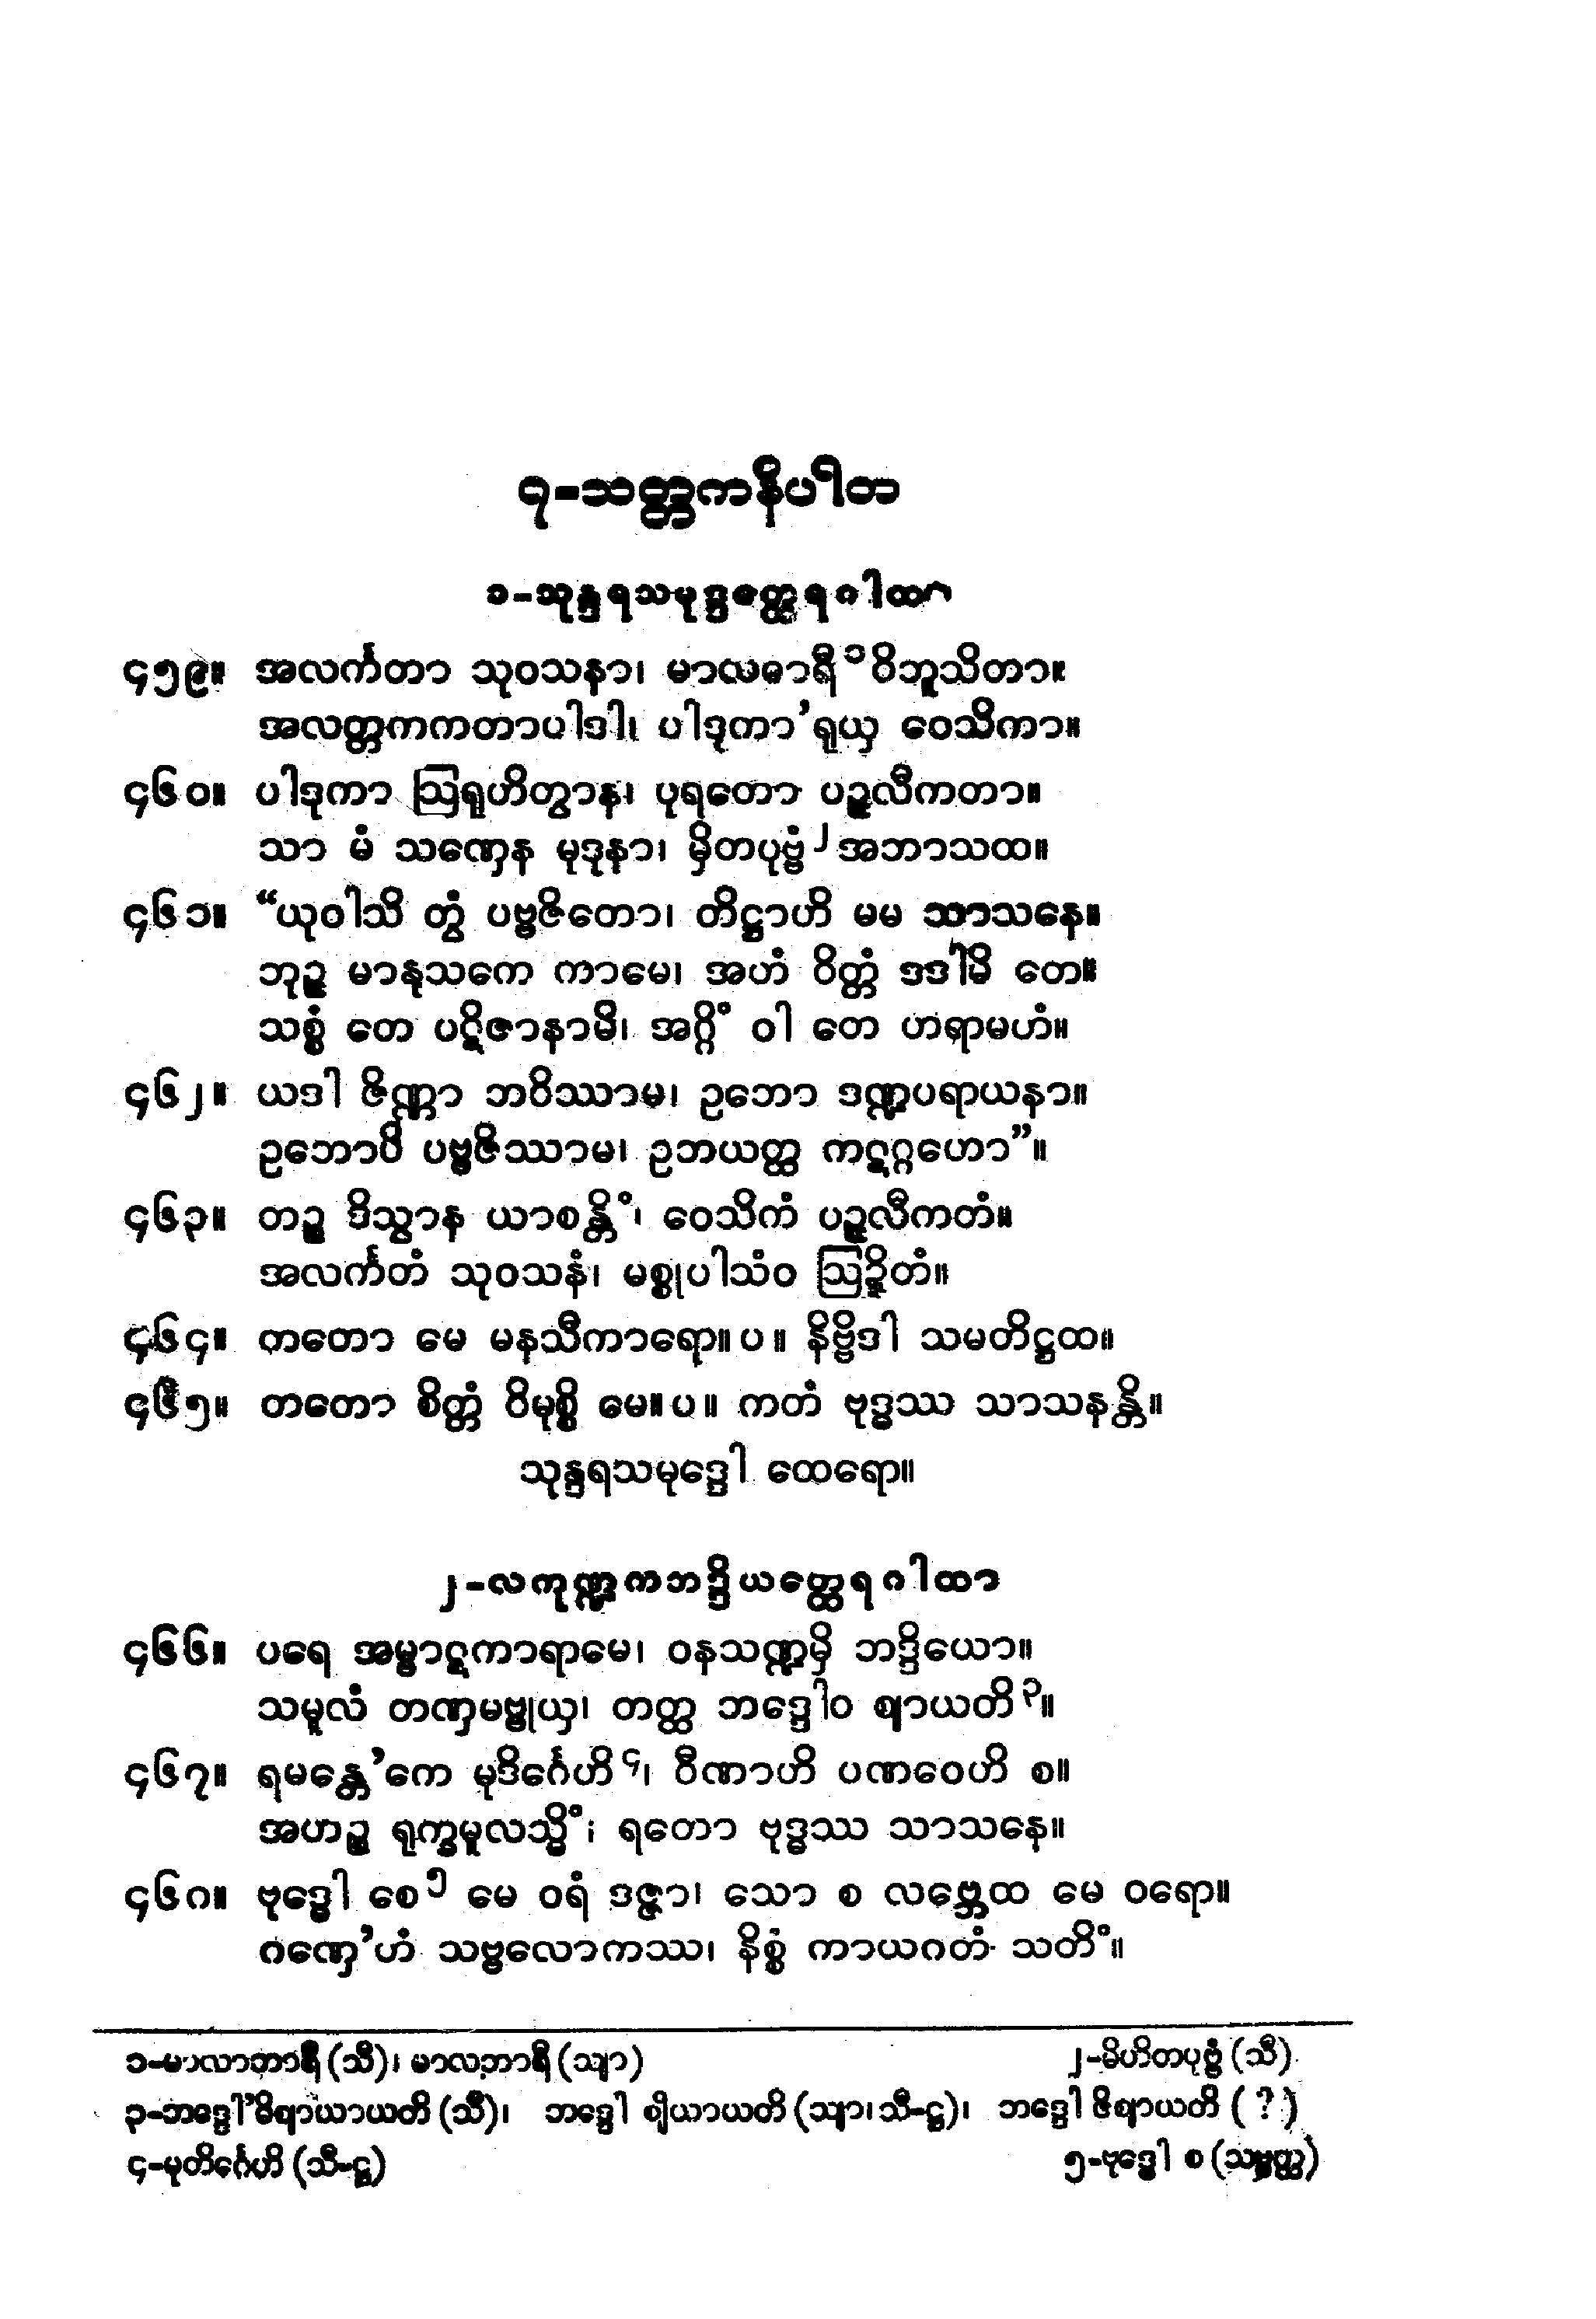 ၇-သတ္တကနိပါတ
၁-သုန္ဒရသမုဒ္ဒတ္ထေရဂါထာ
၄၅၉။ အလင်္ကတာ သုဝသနာ၊ မာလဓာရီ ၁ ဝိဘူသိတာ။
အလတ္တကကတာပါဒါ၊ ပါဒုကာ’ရုယှ ဝေသိကာ။
၄၆၀။ ပါဒုကာ ဩရုဟိတွာန၊ ပုရတော ပဉ္ဇလီကတာ။
သာ မံ သဏှေန မုဒုနာ၊ မှိတပုဗ္ဗံ ၂ အဘာသထ။
၄၆၁။ “ယုဝါသိ တွံ ပဗ္ဗဇိတော၊ တိဋ္ဌာဟိ မမ သာသနေ။
ဘုဉ္ဇ မာနုသကေ ကာမေ၊ အဟံ ဝိတ္တံ ဒဒါမိ တေ။
သစ္စံ တေ ပဋိဇာနာမိ၊ အဂ္ဂိံ ဝါ တေ ဟရာမဟံ။
၄၆၂။ ယဒါ ဇိဏ္ဏာ ဘဝိဿာမ၊ ဥဘော ဒဏ္ဍပရာယနာ။
ဥဘောပိ ပဗ္ဗဇိဿာမ၊ ဥဘယတ္ထ ကဋဂ္ဂဟော”။
၄၆၃။ တဉ္စ ဒိသွာန ယာစန္တိံ၊ ဝေသိကံ ပဉ္ဇလီကတံ။
အလင်္ကတံ သုဝသနံ၊ မစ္စုပါသံဝ ဩဍ္ဍိတံ။
၄၆၄။ တတော မေ မနသီကာရော။ ပ ။ နိဗ္ဗိဒါ သမတိဋ္ဌထ။
၄၆၅။ တတော စိတ္တံ ဝိမုစ္စိ မေ။ ပ ။ ကတံ ဗုဒ္ဓဿ သာသနန္တိ။
သုန္ဒရသမုဒ္ဒေါ ထေရော။
၂-လကုဏ္ဍကဘဒ္ဒိယတ္ထေရဂါထာ
၄၆၆။ ပရေ အမ္ဗာဋကာရာမေ၊ ဝနသဏ္ဍမှိ ဘဒ္ဒိယော။
သမူလံ တဏှမဗ္ဗုယှ၊ တတ္ထ ဘဒ္ဒေါဝ ဈာယတိ ၃။
၄၆၇။ ရမန္တေ’ကေ မုဒိင်္ဂေဟိ ၄၊ ဝီဏာဟိ ပဏဝေဟိ စ။
အဟဉ္စ ရုက္ခမူလသ္မိံ၊ ရတော ဗုဒ္ဓဿ သာသနေ။
၄၆၈။ ဗုဒ္ဓေါ စေ ၅ မေ ဝရံ ဒဇ္ဇာ၊ သော စ လဗ္ဘေထ မေ ဝရော။
ဂဏှေ’ဟံ သဗ္ဗလောကဿ၊ နိစ္စံ ကာယဂတံ သတိံ။
၁-မာလာဘာရီ (သီ)၊ မာလဘာရီ (သျာ) ၂-မိဟိတပုဗ္ဗံ (သီ)
၃-ဘဒ္ဒေါ’ဓိဈာယာယတိ (သီ)၊ ဘဒ္ဒေါ ဈိယာယတိ (သျာ၊ သီ-ဋ္ဌ)၊ ဘဒ္ဒေါ ဇိဈာယတိ ( ? )
၄-မုတိင်္ဂေဟိ (သီ-ဋ္ဌ) ၅-ဗုဒ္ဓေါ စ (သဗ္ဗတ္ထ)